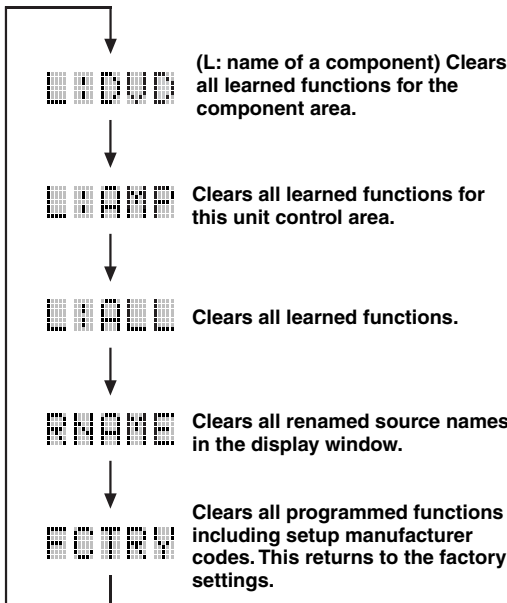 L:DVD
(L: name of a component) Clears
all learned functions for the
component area.
L:AMP
Clears all learned functions for
this unit control area.
L:ALL
Clears all learned functions.
RNAME
Clears all renamed source names
in the display window.
FCTRY
Clears all programmed functions
including setup manufacturer
codes. This returns to the factory
settings.